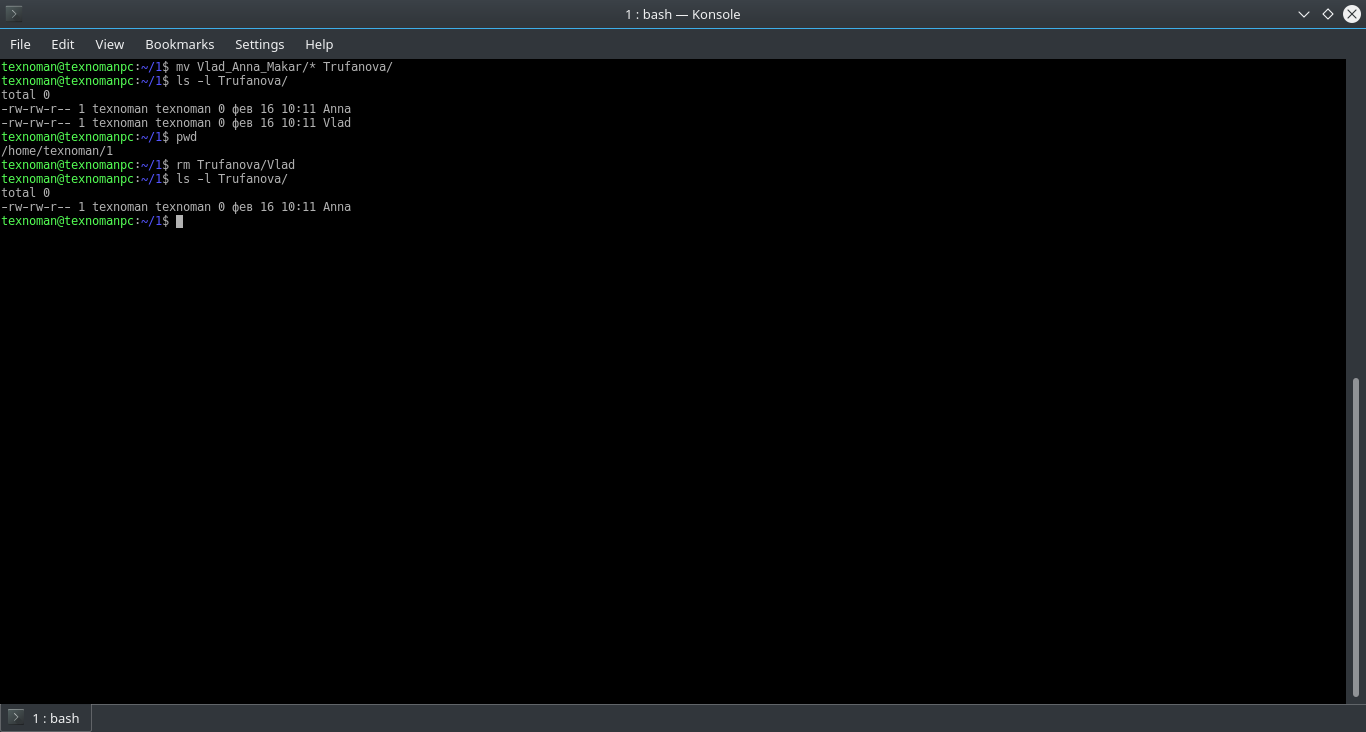 1 : bash — Konsole
File Edit View Bookmarks Settings Help
texnoman@texnomanpc:~/1$ mv Vlad_Anna_Makar/* Trufanova/
texnoman@texnomanpc:~/1$ ls -l Trufanova/
total 0
-rw-rw-r-- 1 texnoman texnoman 0 фев 16 10:11 Anna
-rw-rw-r-- 1 texnoman texnoman 0 фев 16 10:11 Vlad
texnoman@texnomanpc:~/1$ pwd
/home/texnoman/1
texnoman@texnomanpc:~/1$ rm Trufanova/Vlad
texnoman@texnomanpc:~/1$ ls -l Trufanova/
total 0
-rw-rw-r-- 1 texnoman texnoman 0 фев 16 10:11 Anna
texnoman@texnomanpc:~/1$
1 : bash